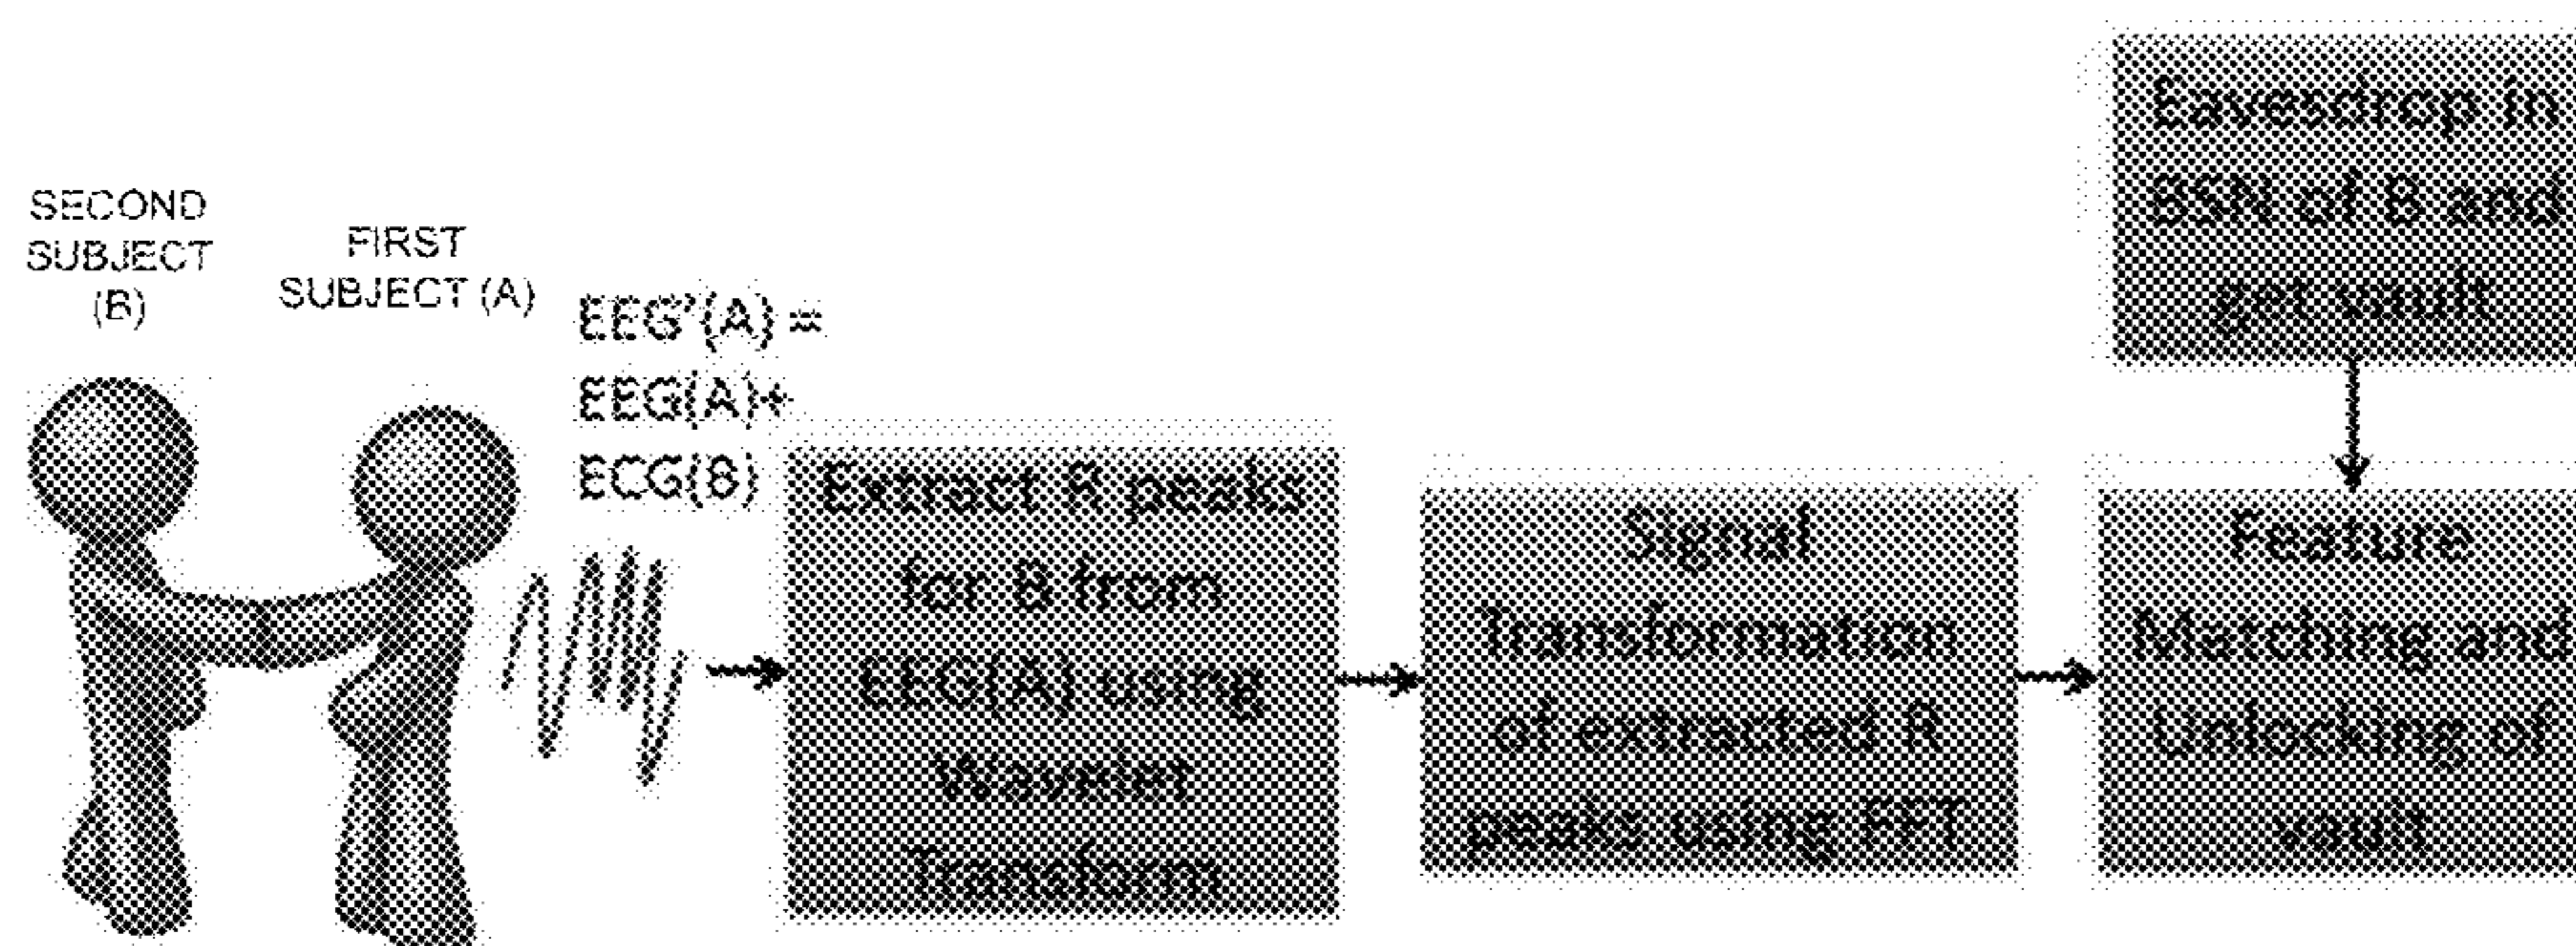 SECOND
SUBJECT
(B)
FIRST
SUBJECT (A)
EEG'(A) =
EEG(A)+
ECG(B)
Extract R peaks
for B from
EEG(A) using
Wavelet
Transform
Signal
Transformation
of extracted R
peaks using FFT
Eavesdrop in
BSN of B and
get vault
Feature
Matching and
Unlocking of
vault